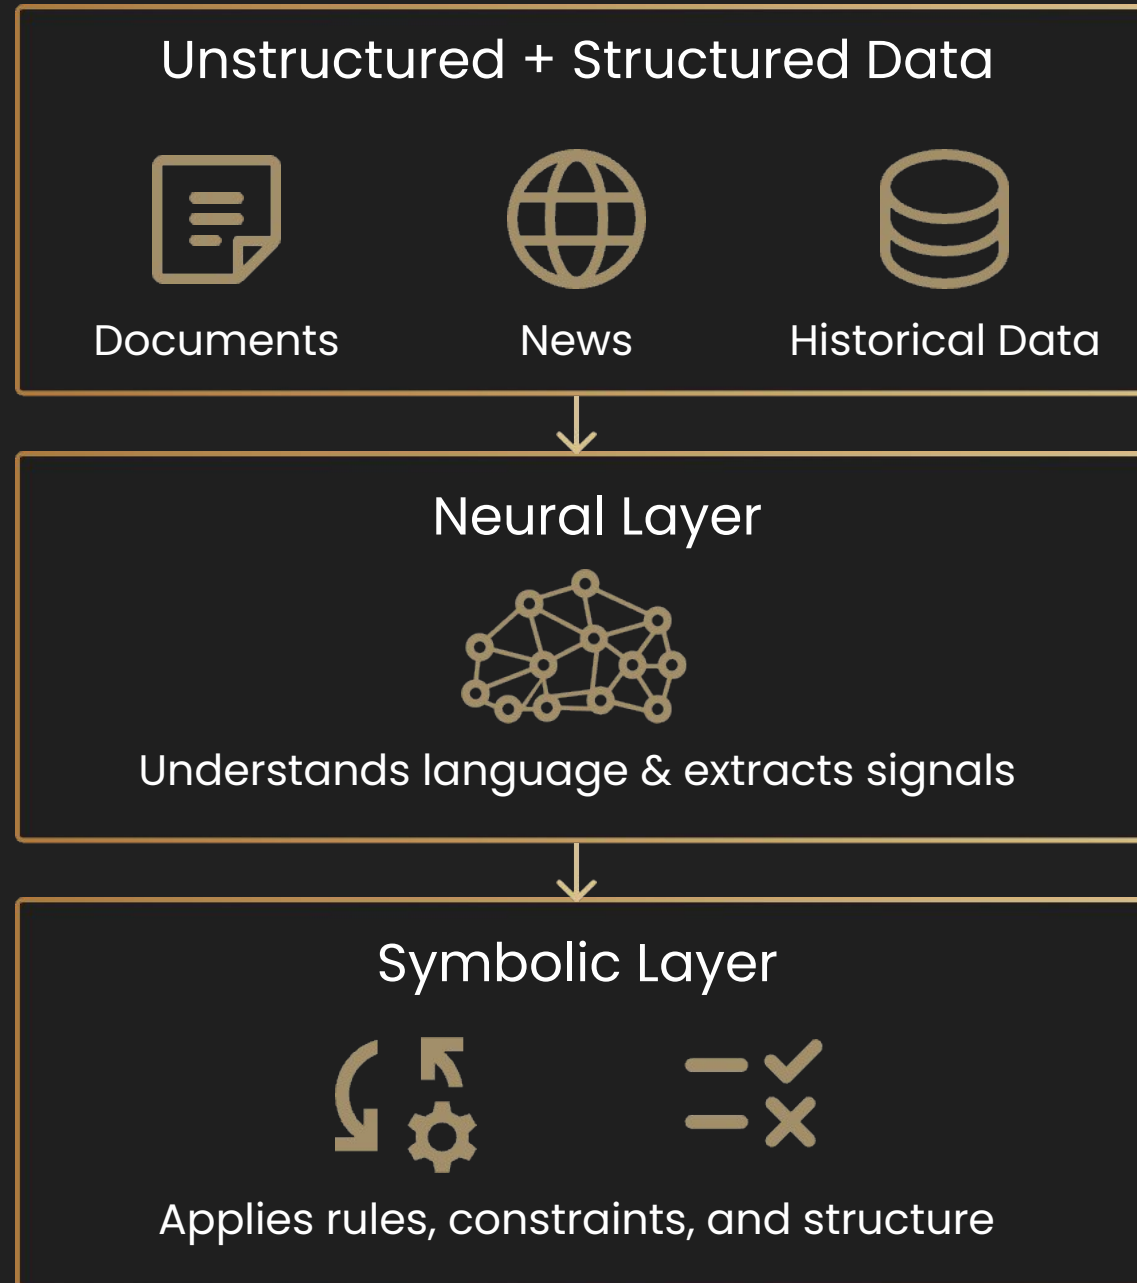 Unstructured + Structured Data
Documents
News
Historical Data
Neural Layer
Understands language & extracts signals
Symbolic Layer
Applies rules, constraints, and structure